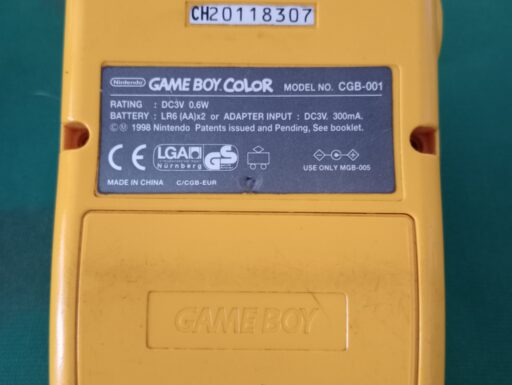 CH20118307
Nintendo GAME BOY COLOR MODEL NO. CGB-001
RATING : DC3V 0.6W
BATTERY : LR6 (AA)x2 or ADAPTER INPUT : DC3V 300mA.
©Ⓜ 1998 Nintendo Patents issued and Pending, See booklet.
CE LGA Nürnberg GS
USE ONLY MGB-005
MADE IN CHINA C/CGB-EUR
GAME BOY